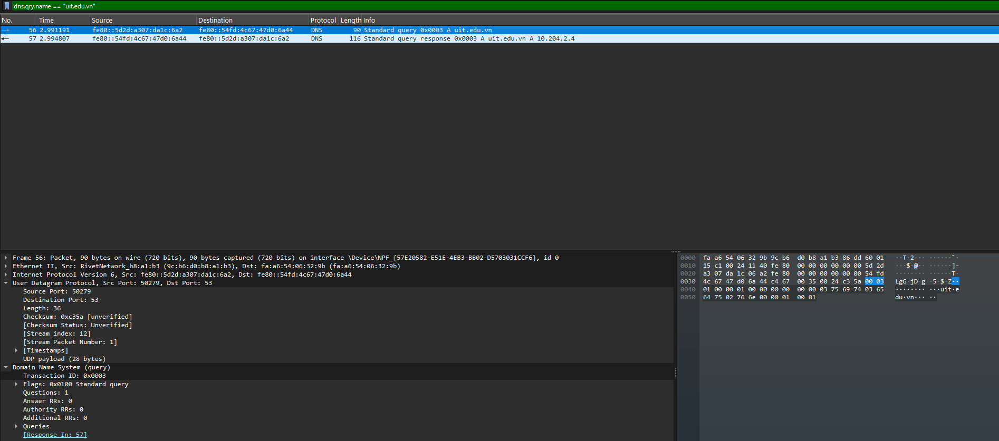 dns.qry.name == "uit.edu.vn"
No. Time Source Destination Protocol Length Info
56 2.991191 fe80::5d2d:a307:da1c:6a2 fe80::54fd:4c67:47d0:6a44 DNS 90 Standard query 0x0003 A uit.edu.vn
57 2.994807 fe80::54fd:4c67:47d0:6a44 fe80::5d2d:a307:da1c:6a2 DNS 116 Standard query response 0x0003 A uit.edu.vn A 10.204.2.4
Frame 56: Packet, 90 bytes on wire (720 bits), 90 bytes captured (720 bits) on interface \Device\NPF_{57E20582-E51E-4EB3-BB02-D5703031CCF6}, id 0
Ethernet II, Src: RivetNetwork_b8:a1:b3 (9c:b6:d0:b8:a1:b3), Dst: fa:a6:54:06:32:9b (fa:a6:54:06:32:9b)
Internet Protocol Version 6, Src: fe80::5d2d:a307:da1c:6a2, Dst: fe80::54fd:4c67:47d0:6a44
User Datagram Protocol, Src Port: 50279, Dst Port: 53
Source Port: 50279
Destination Port: 53
Length: 36
Checksum: 0xc35a [unverified]
[Checksum Status: Unverified]
[Stream index: 12]
[Stream Packet Number: 1]
[Timestamps]
UDP payload (28 bytes)
Domain Name System (query)
Transaction ID: 0x0003
Flags: 0x0100 Standard query
Questions: 1
Answer RRs: 0
Authority RRs: 0
Additional RRs: 0
Queries
[Response In: 57]
0000 fa a6 54 06 32 9b 9c b6 d0 b8 a1 b3 86 dd 60 01 ··T·2··· ······`·
0010 15 c1 00 24 11 40 fe 80 00 00 00 00 00 00 5d 2d ···$·@·· ······]-
0020 a3 07 da 1c 06 a2 fe 80 00 00 00 00 00 00 54 fd ········ ······T·
0030 4c 67 47 d0 6a 44 c4 67 00 35 00 24 c3 5a 00 03 LgG·jD·g ·5·$·Z··
0040 01 00 00 01 00 00 00 00 00 00 03 75 69 74 03 65 ········ ···uit·e
0050 64 75 02 76 6e 00 00 01 00 01 du·vn··· ··